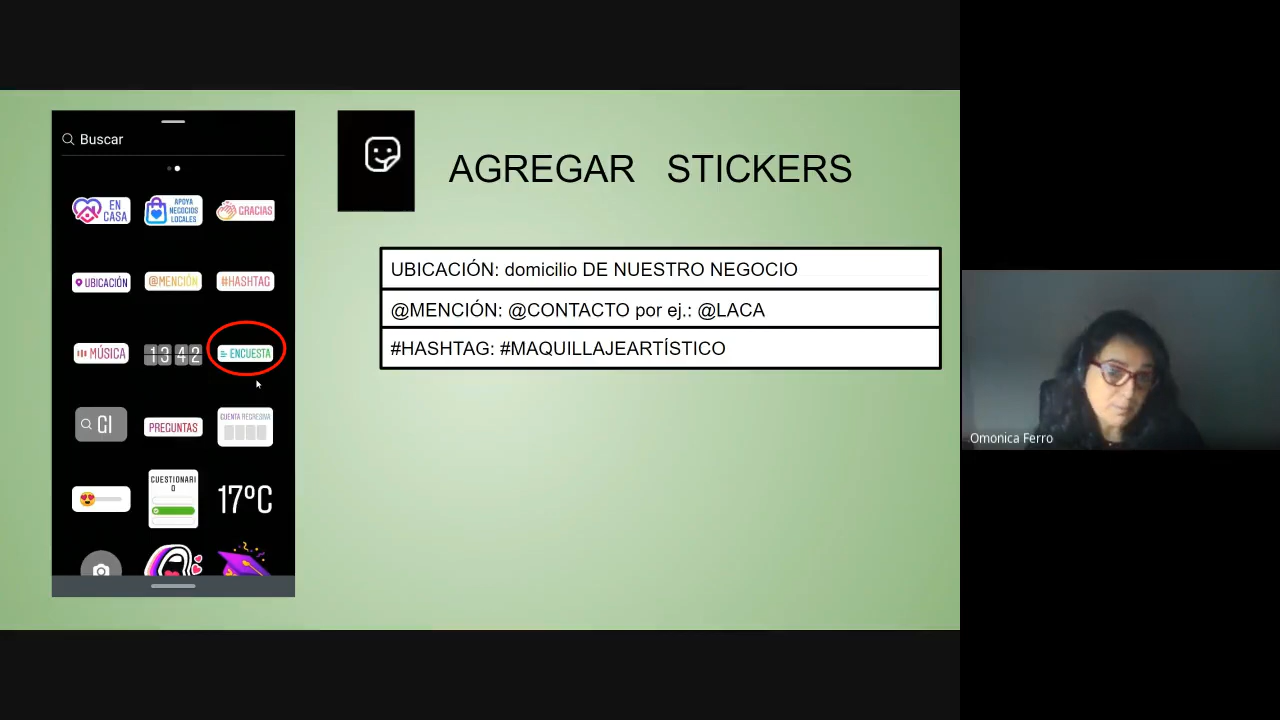 Buscar
EN
CASA
APOYA
NEGOCIOS
LOCALES
GRACIAS
UBICACIÓN
@MENCIÓN
#HASHTAG
MÚSICA
13 42
ENCUESTA
GI
PREGUNTAS
CUENTA REGRESIVA
CUESTIONARI
O
17°C
AGREGAR STICKERS
UBICACIÓN: domicilio DE NUESTRO NEGOCIO
@MENCIÓN: @CONTACTO por ej.: @LACA
#HASHTAG: #MAQUILLAJEARTÍSTICO
Omonica Ferro